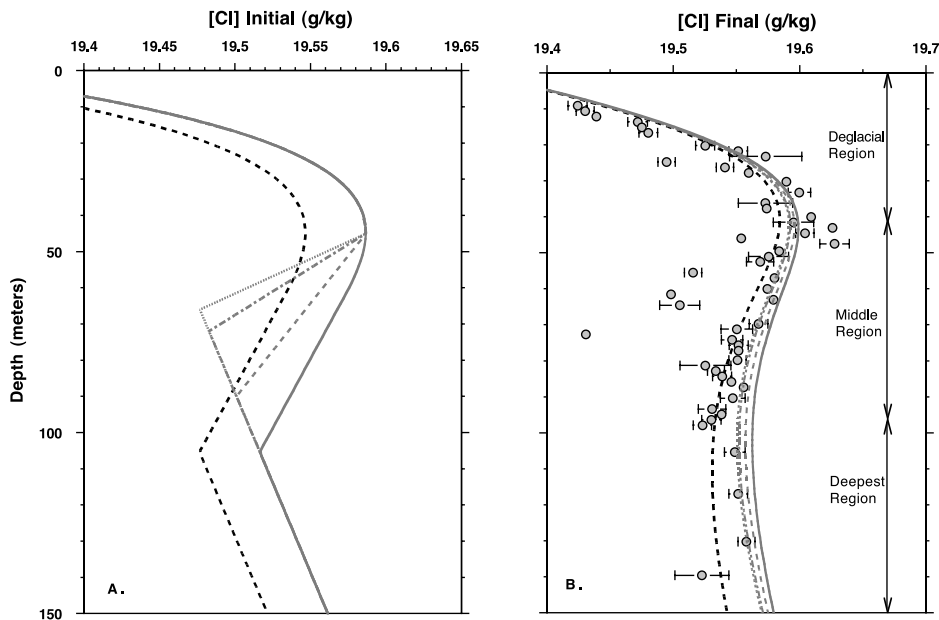 [Cl] Initial (g/kg)
19.4 19.45 19.5 19.55 19.6 19.65
0
50
100
150
Depth (meters)
A.
[Cl] Final (g/kg)
19.4 19.5 19.6 19.7
Deglacial
Region
Middle
Region
Deepest
Region
B.